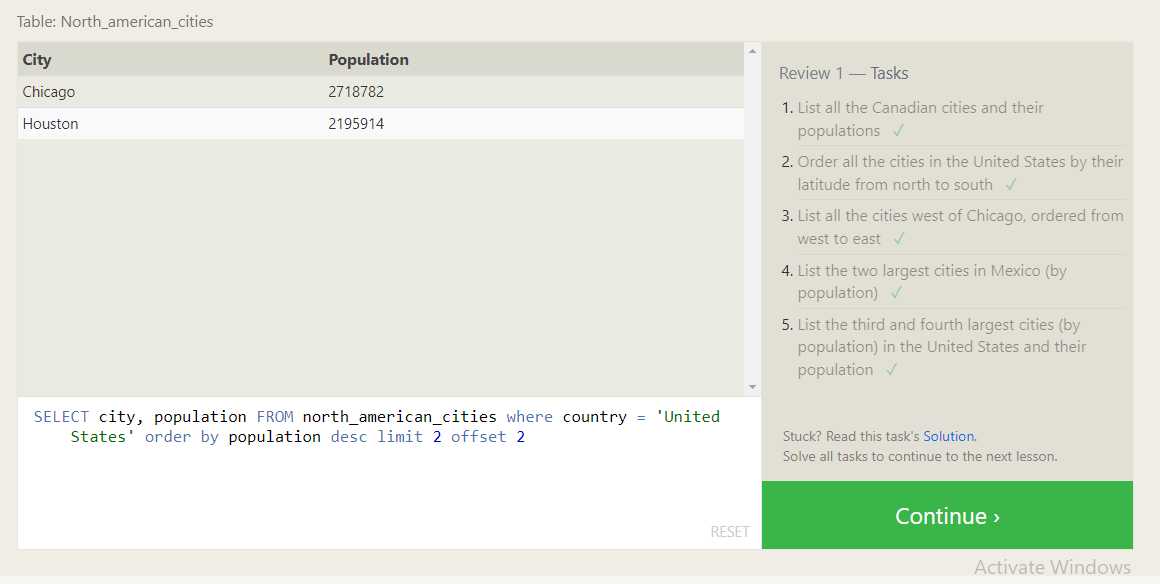 Table: North_american_cities
City Population
Chicago 2718782
Houston 2195914
SELECT city, population FROM north_american_cities where country = 'United
States' order by population desc limit 2 offset 2
RESET
Review 1 — Tasks
1. List all the Canadian cities and their
populations ✓
2. Order all the cities in the United States by their
latitude from north to south ✓
3. List all the cities west of Chicago, ordered from
west to east ✓
4. List the two largest cities in Mexico (by
population) ✓
5. List the third and fourth largest cities (by
population) in the United States and their
population ✓
Stuck? Read this task's Solution.
Solve all tasks to continue to the next lesson.
Continue ›
Activate Windows